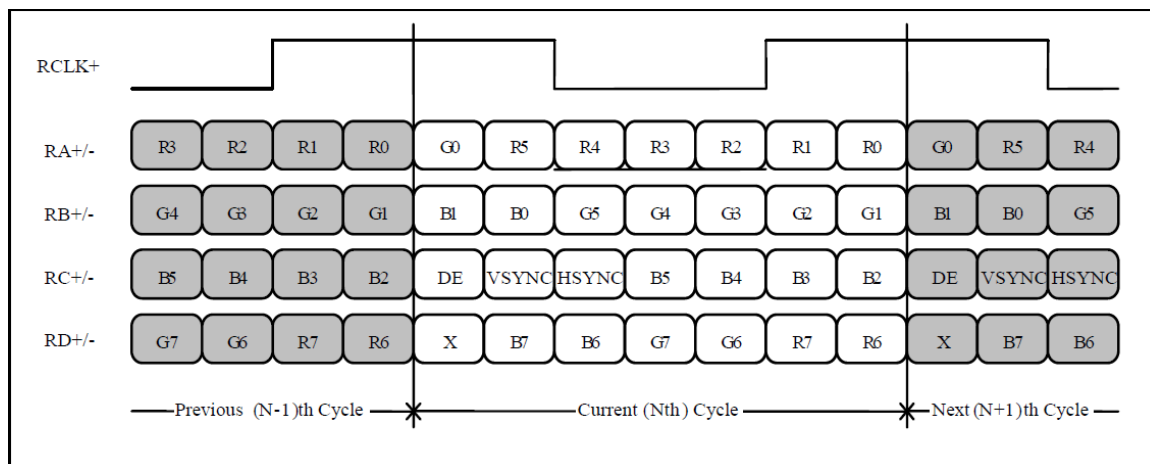 RCLK+
RA+/- R3 R2 R1 R0 G0 R5 R4 R3 R2 R1 R0 G0 R5 R4
RB+/- G4 G3 G2 G1 B1 B0 G5 G4 G3 G2 G1 B1 B0 G5
RC+/- B5 B4 B3 B2 DE VSYNC HSYNC B5 B4 B3 B2 DE VSYNC HSYNC
RD+/- G7 G6 R7 R6 X B7 B6 G7 G6 R7 R6 X B7 B6
Previous (N-1)th Cycle Current (Nth) Cycle Next (N+1)th Cycle